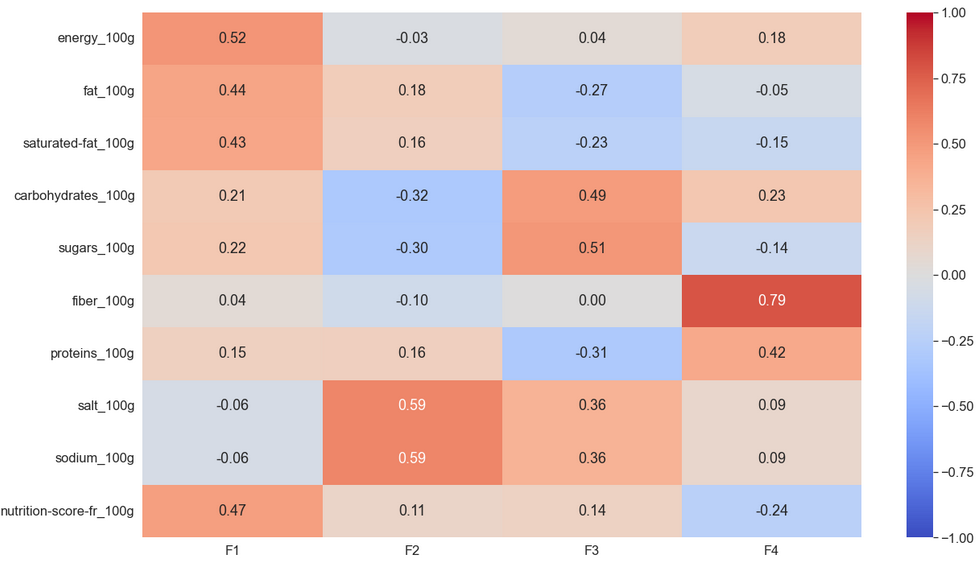 energy_100g 0.52 -0.03 0.04 0.18
fat_100g 0.44 0.18 -0.27 -0.05
saturated-fat_100g 0.43 0.16 -0.23 -0.15
carbohydrates_100g 0.21 -0.32 0.49 0.23
sugars_100g 0.22 -0.30 0.51 -0.14
fiber_100g 0.04 -0.10 0.00 0.79
proteins_100g 0.15 0.16 -0.31 0.42
salt_100g -0.06 0.59 0.36 0.09
sodium_100g -0.06 0.59 0.36 0.09
nutrition-score-fr_100g 0.47 0.11 0.14 -0.24
F1 F2 F3 F4
1.00
0.75
0.50
0.25
0.00
−0.25
−0.50
−0.75
−1.00